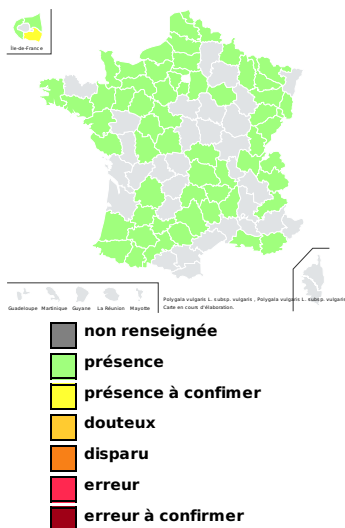 Île-de-France
Guadeloupe Martinique Guyane La Réunion Mayotte
Polygala vulgaris L. subsp. vulgaris , Polygala vulgaris L. subsp. vulgaris
Carte en cours d'élaboration.
non renseignée
présence
présence à confimer
douteux
disparu
erreur
erreur à confirmer